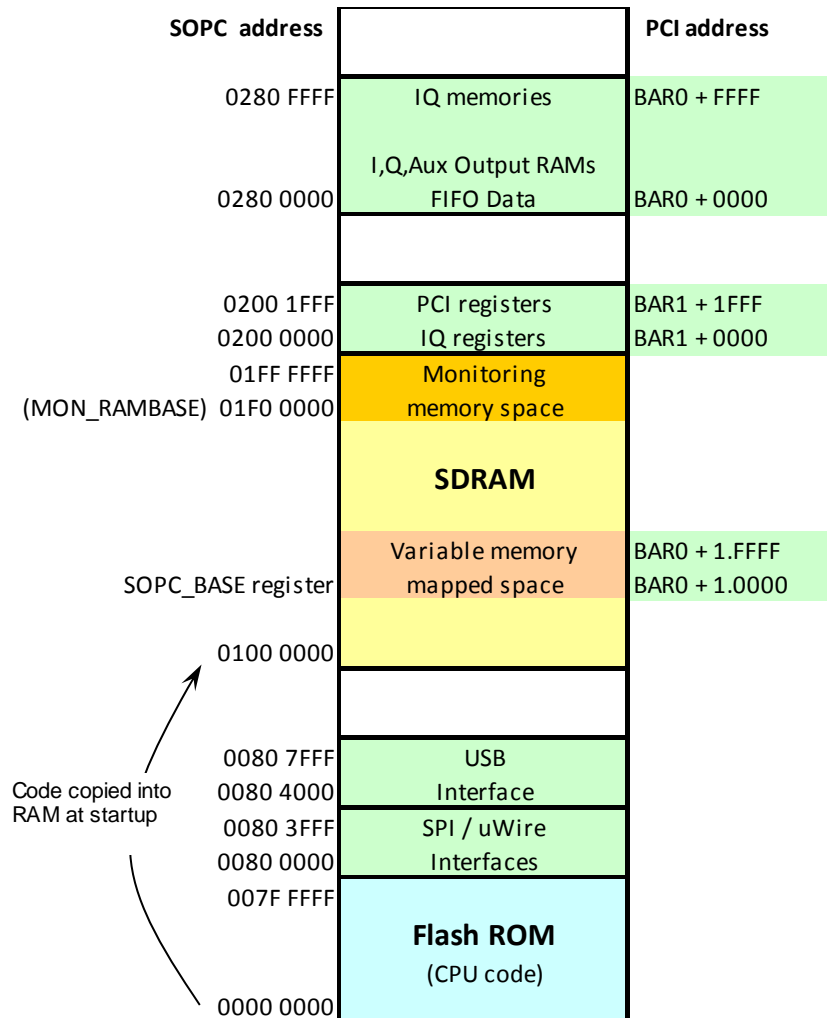 SOPC address PCI address
0280 FFFF IQ memories BAR0 + FFFF
I,Q,Aux Output RAMs
0280 0000 FIFO Data BAR0 + 0000
0200 1FFF PCI registers BAR1 + 1FFF
0200 0000 IQ registers BAR1 + 0000
01FF FFFF Monitoring
(MON_RAMBASE) 01F0 0000 memory space
SDRAM
Variable memory BAR0 + 1.FFFF
SOPC_BASE register mapped space BAR0 + 1.0000
0100 0000
0080 7FFF USB
Code copied into
0080 4000 Interface
RAM at startup
0080 3FFF SPI / uWire
0080 0000 Interfaces
007F FFFF
Flash ROM
(CPU code)
0000 0000